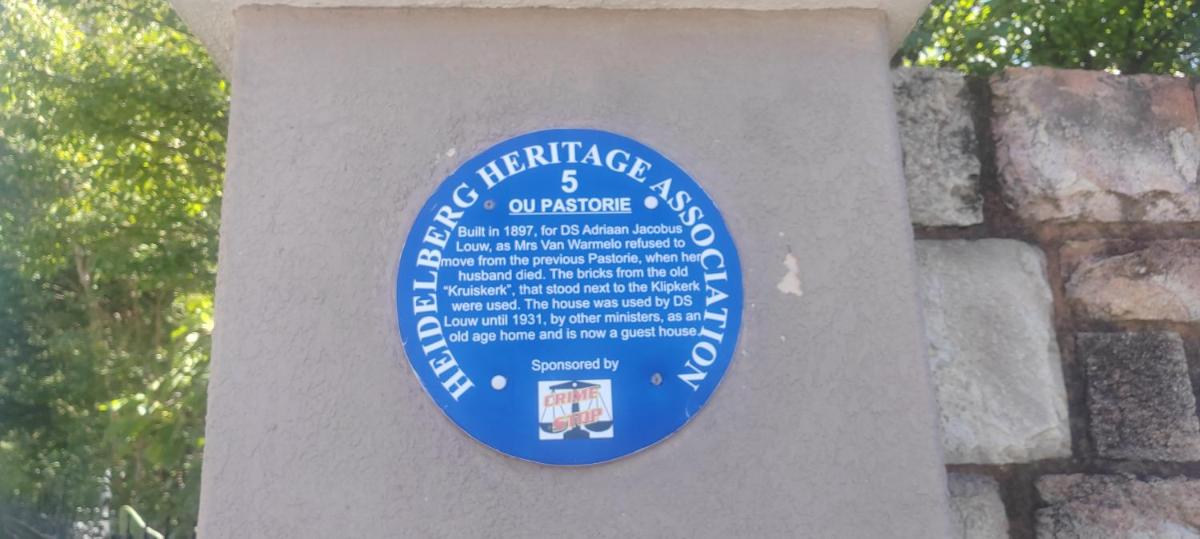 HEIDELBERG HERITAGE ASSOCIATION
5
OU PASTORIE
Built in 1897, for DS Adriaan Jacobus
Louw, as Mrs Van Warmelo refused to
move from the previous Pastorie, when her
husband died. The bricks from the old
"Kruiskerk", that stood next to the Klipkerk
were used. The house was used by DS
Louw until 1931, by other ministers, as an
old age home and is now a guest house.
Sponsored by
CRIME
STOP